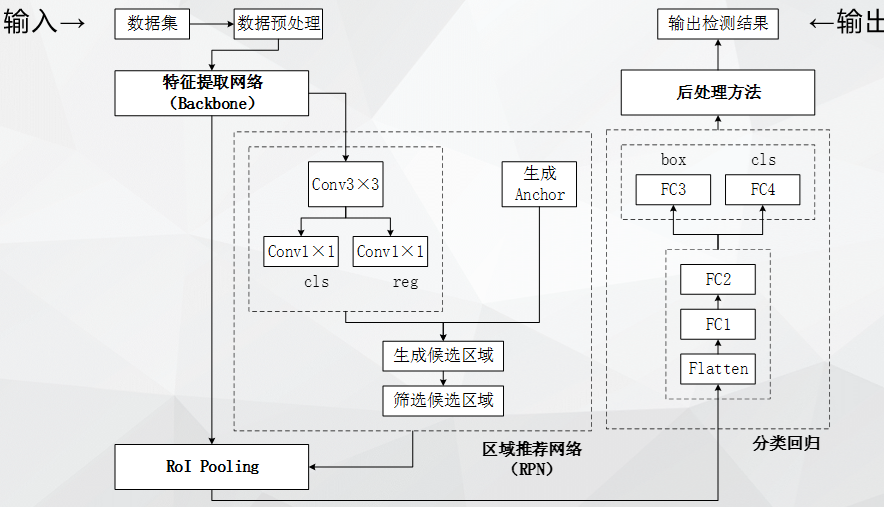 输入→
数据集
数据预处理
特征提取网络
（Backbone）
Conv3×3
Conv1×1
Conv1×1
cls
reg
生成
Anchor
生成候选区域
筛选候选区域
区域推荐网络
（RPN）
RoI Pooling
Flatten
FC1
FC2
box
cls
FC3
FC4
分类回归
后处理方法
输出检测结果
←输出